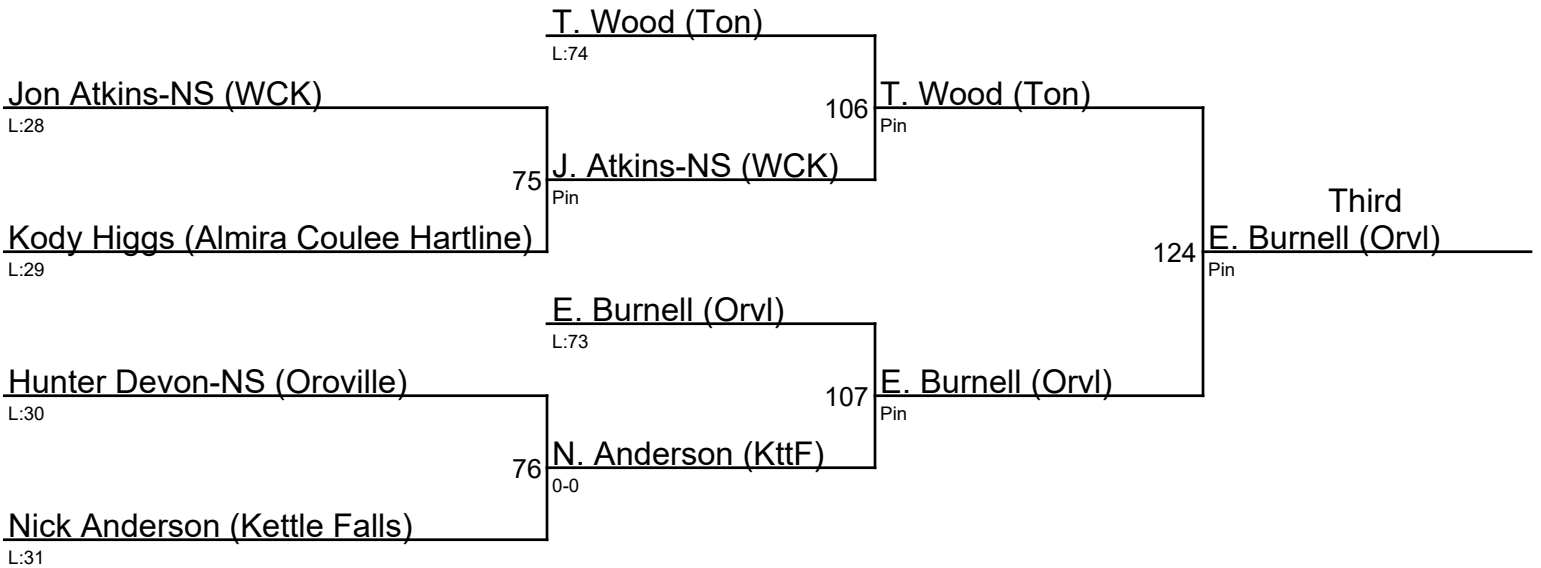 T. Wood (Ton)
L:74
Jon Atkins-NS (WCK)
L:28
106
T. Wood (Ton)
Pin
75
J. Atkins-NS (WCK)
Pin
Kody Higgs (Almira Coulee Hartline)
L:29
Third
124
E. Burnell (Orvl)
Pin
E. Burnell (Orvl)
L:73
Hunter Devon-NS (Oroville)
L:30
107
E. Burnell (Orvl)
Pin
76
N. Anderson (KttF)
0-0
Nick Anderson (Kettle Falls)
L:31